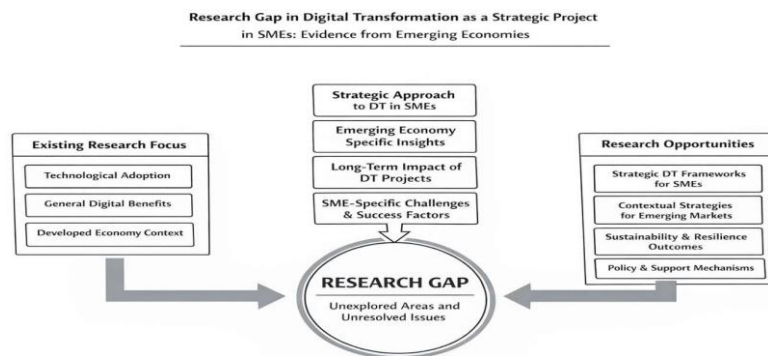 Research Gap in Digital Transformation as a Strategic Project
in SMEs: Evidence from Emerging Economies
Existing Research Focus
Technological Adoption
General Digital Benefits
Developed Economy Context
Strategic Approach
to DT in SMEs
Emerging Economy
Specific Insights
Long-Term Impact of
DT Projects
SME-Specific Challenges
& Success Factors
Research Opportunities
Strategic DT Frameworks
for SMEs
Contextual Strategies
for Emerging Markets
Sustainability & Resilience
Outcomes
Policy & Support Mechanisms
RESEARCH GAP
Unexplored Areas and
Unresolved Issues